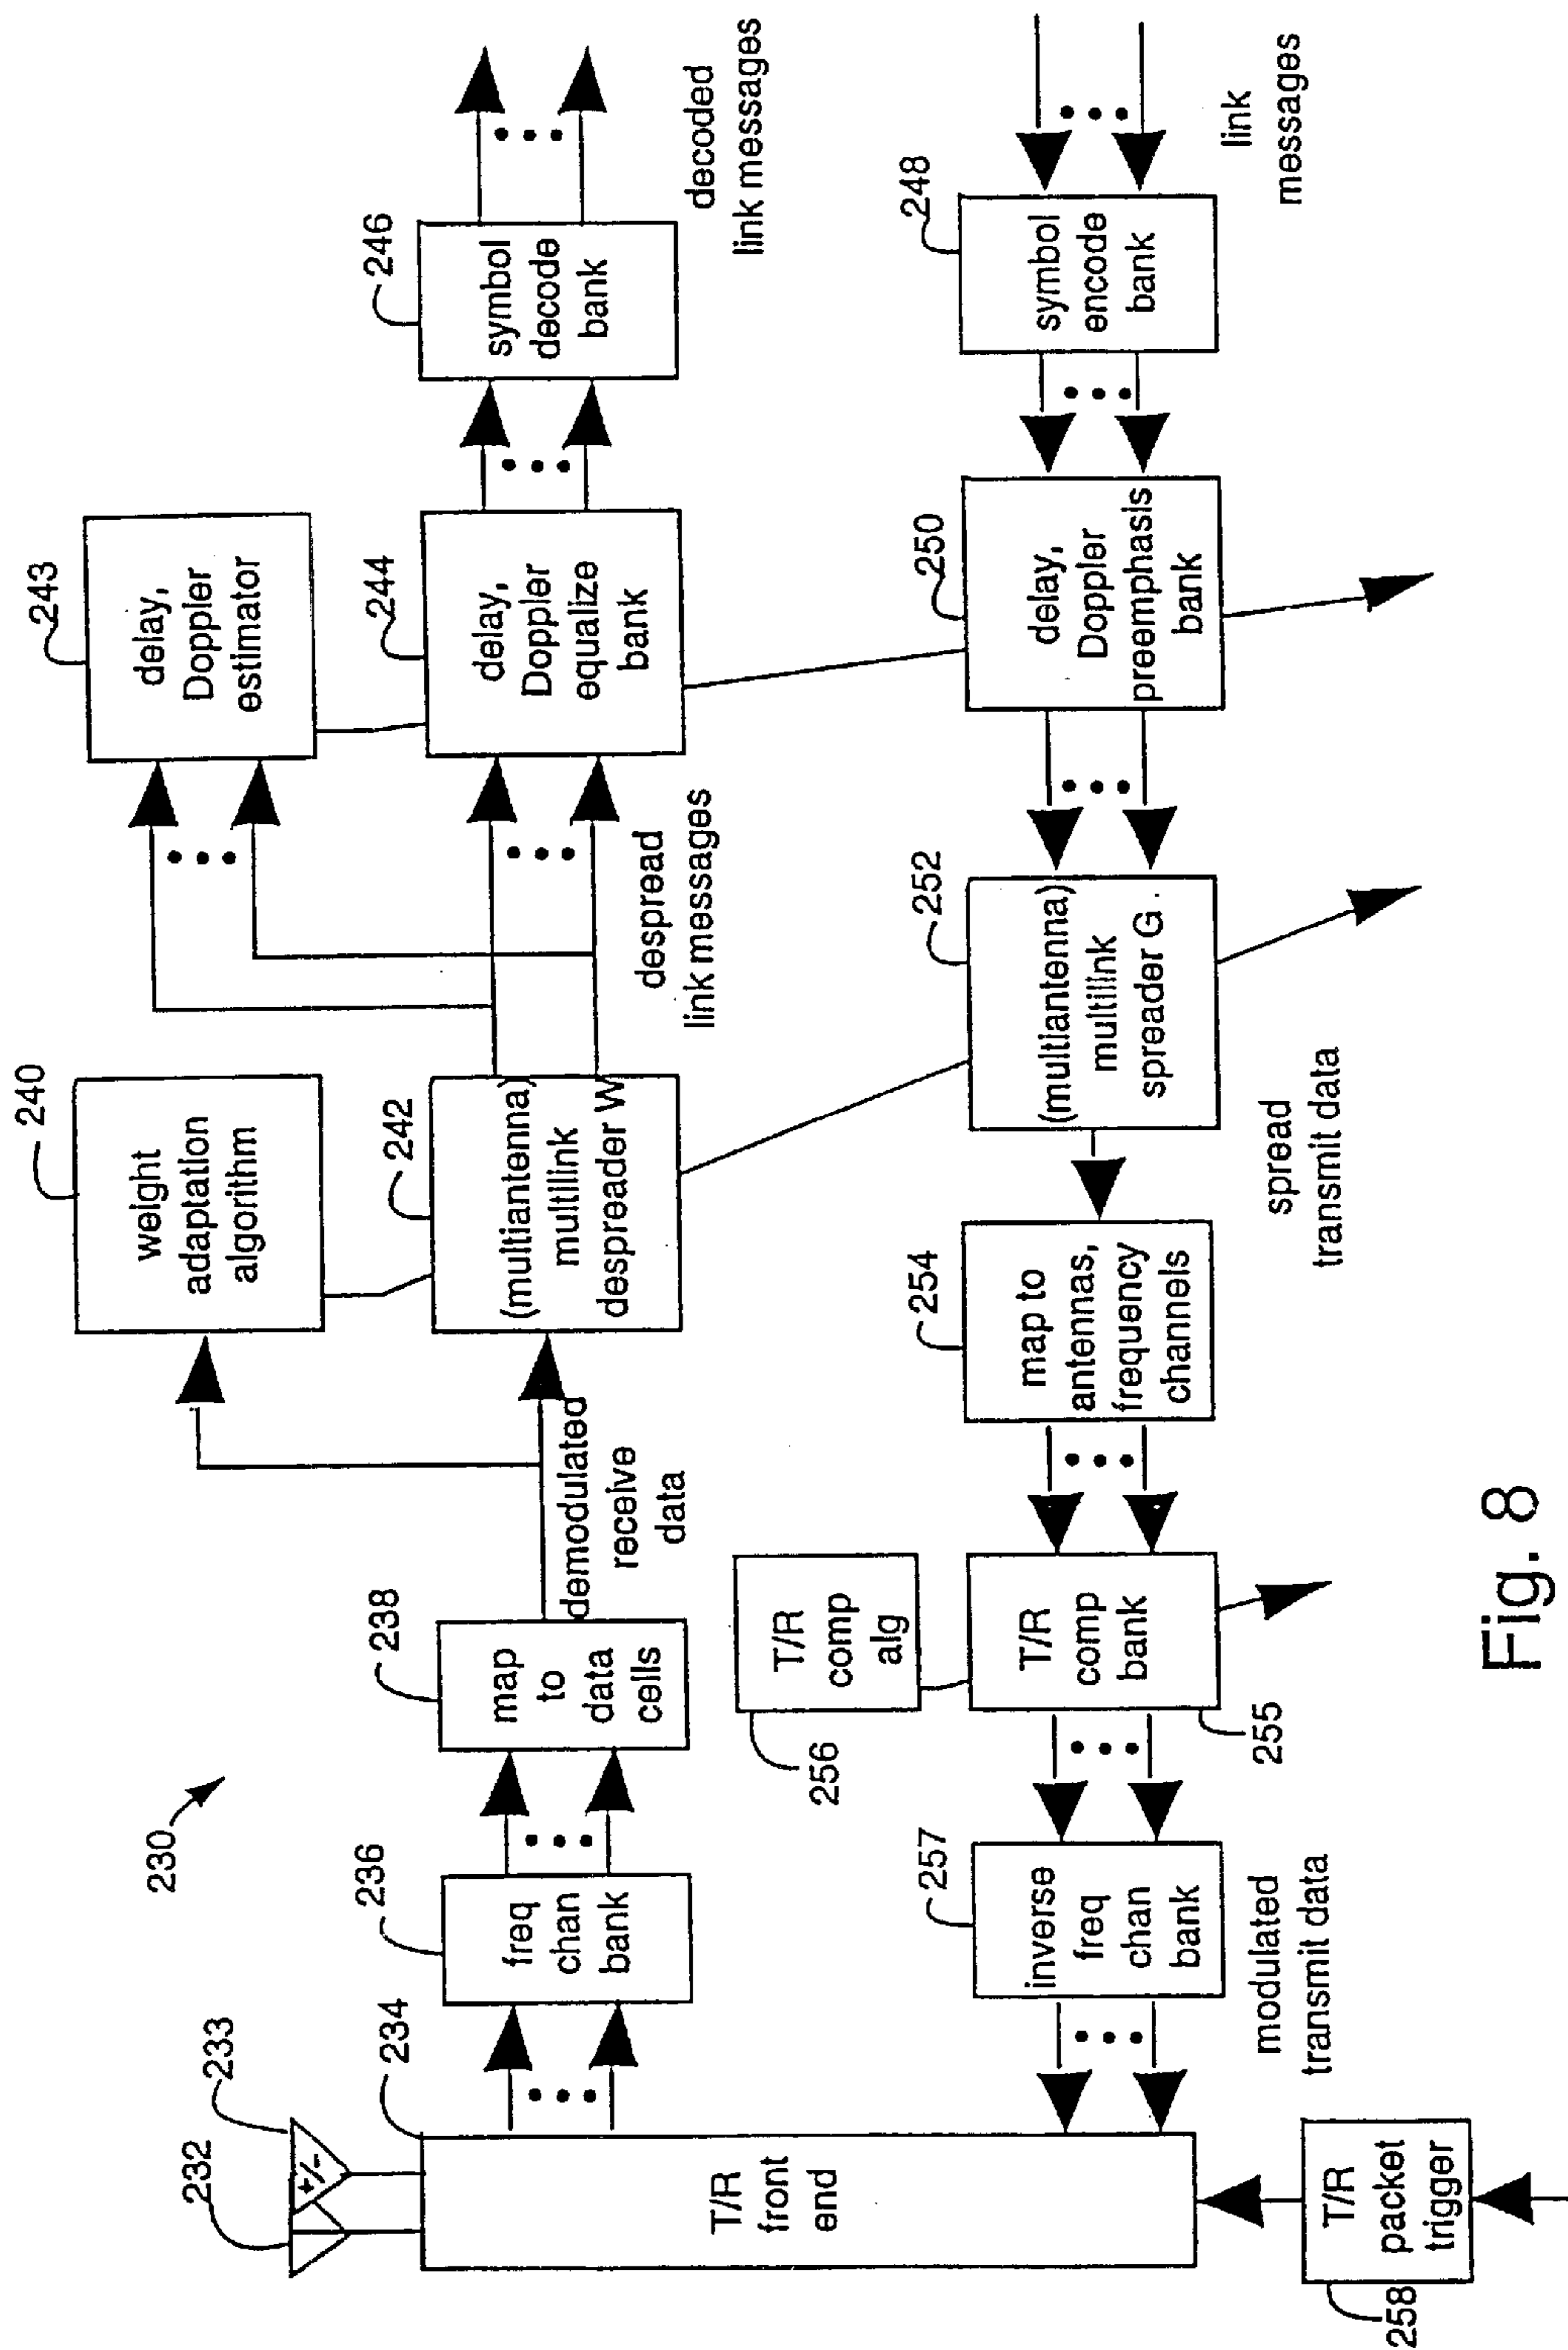 230
232
233
+/-
234
T/R
front
end
236
freq
chan
bank
238
map
to
data
cells
demodulated
receive
data
240
weight
adaptation
algorithm
242
(multiantenna)
multilink
despreader W
despread
link messages
243
delay,
Doppler
estimator
244
delay,
Doppler
equalize
bank
246
symbol
decode
bank
decoded
link messages
link
messages
248
symbol
encode
bank
250
delay,
Doppler
preemphasis
bank
252
(multiantenna)
multilink
spreader G
spread
transmit data
254
map to
antennas,
frequency
channels
256
T/R
comp
alg
T/R
comp
bank
255
257
inverse
freq
chan
bank
modulated
transmit data
T/R
packet
trigger
258
Fig. 8